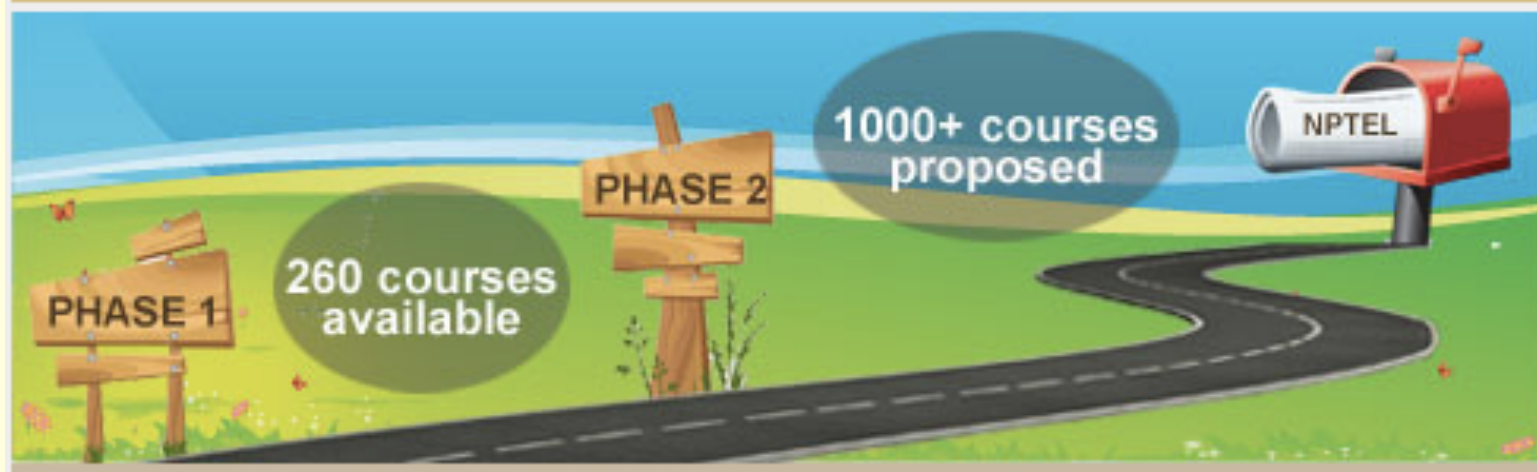 PHASE 1
260 courses
available
PHASE 2
1000+ courses
proposed
NPTEL